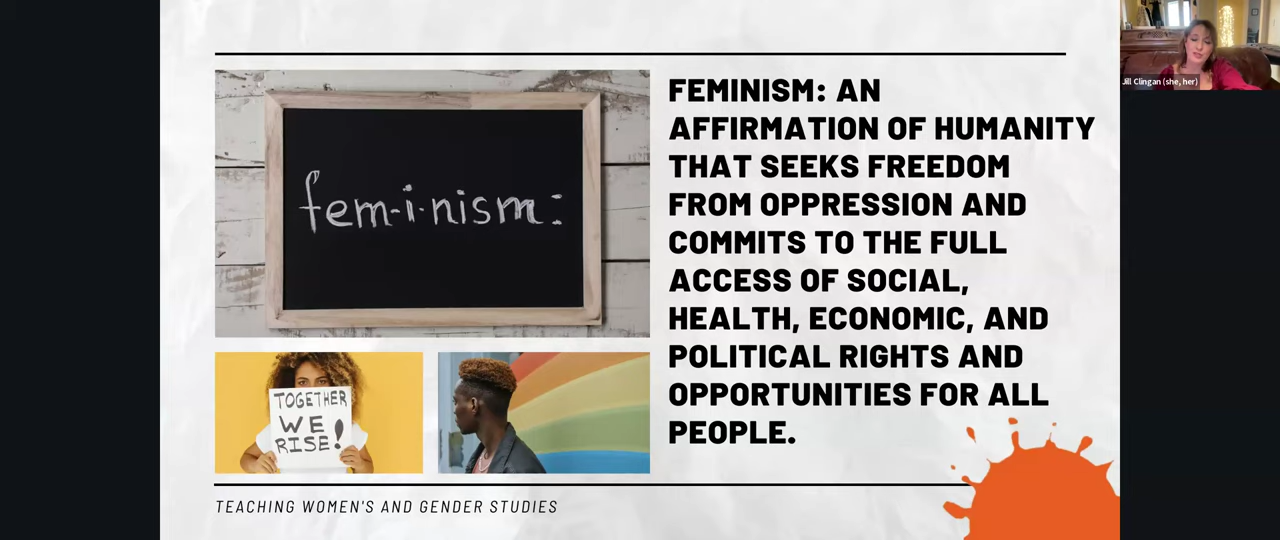 fem·i·nism:
TOGETHER
WE
RISE!
FEMINISM: AN
AFFIRMATION OF HUMANITY
THAT SEEKS FREEDOM
FROM OPPRESSION AND
COMMITS TO THE FULL
ACCESS OF SOCIAL,
HEALTH, ECONOMIC, AND
POLITICAL RIGHTS AND
OPPORTUNITIES FOR ALL
PEOPLE.
TEACHING WOMEN'S AND GENDER STUDIES
Jill Clingan (she, her)